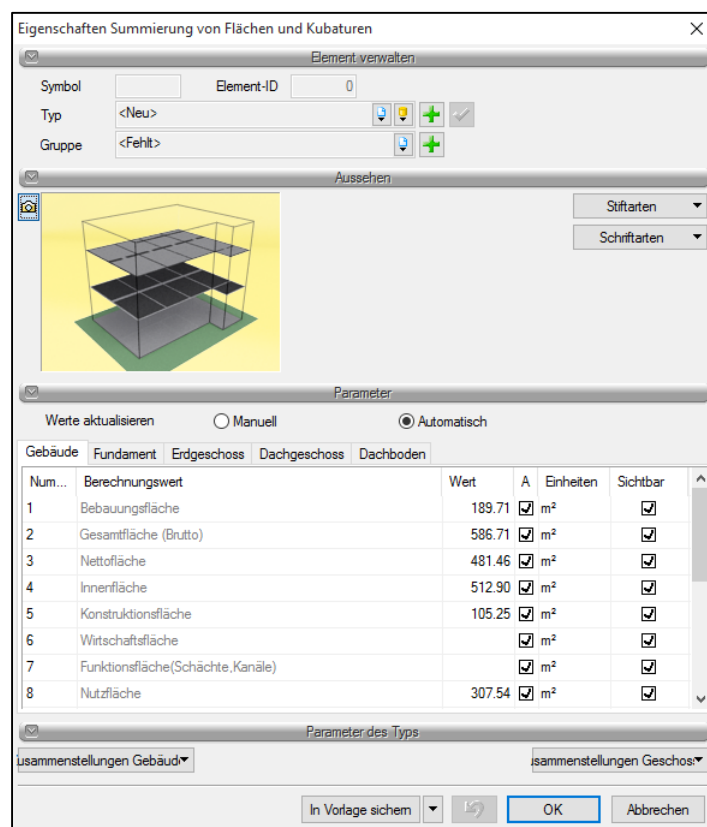 Eigenschaften Summierung von Flächen und Kubaturen
Element verwalten
Symbol Element-ID 0
Typ <Neu>
Gruppe <Fehlt>
Aussehen
Stiftarten
Schriftarten
Parameter
Werte aktualisieren Manuell Automatisch
Gebäude Fundament Erdgeschoss Dachgeschoss Dachboden
Num... Berechnungswert Wert A Einheiten Sichtbar
1 Bebauungsfläche 189.71 m²
2 Gesamtfläche (Brutto) 586.71 m²
3 Nettofläche 481.46 m²
4 Innenfläche 512.90 m²
5 Konstruktionsfläche 105.25 m²
6 Wirtschaftsfläche m²
7 Funktionsfläche(Schächte,Kanäle) m²
8 Nutzfläche 307.54 m²
Parameter des Typs
usammenstellungen Gebäud usammenstellungen Geschos
In Vorlage sichern OK Abbrechen